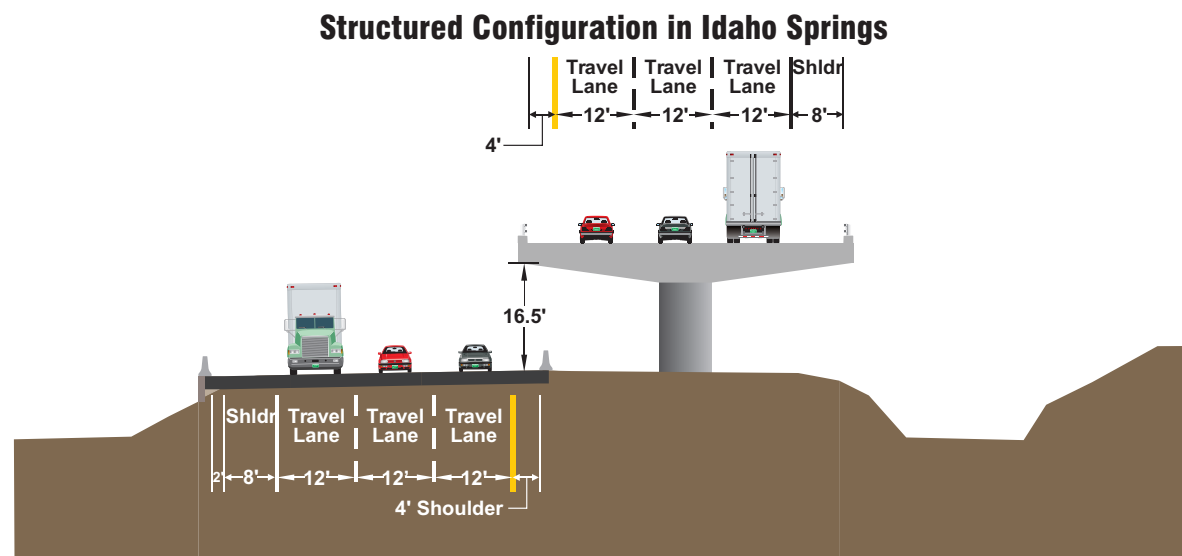 Structured Configuration in Idaho Springs
Travel Travel Travel Shldr
Lane Lane Lane
12' 12' 12' 8'
4'
16.5'
Shldr Travel Travel Travel
Lane Lane Lane
2' 8' 12' 12' 12'
4' Shoulder